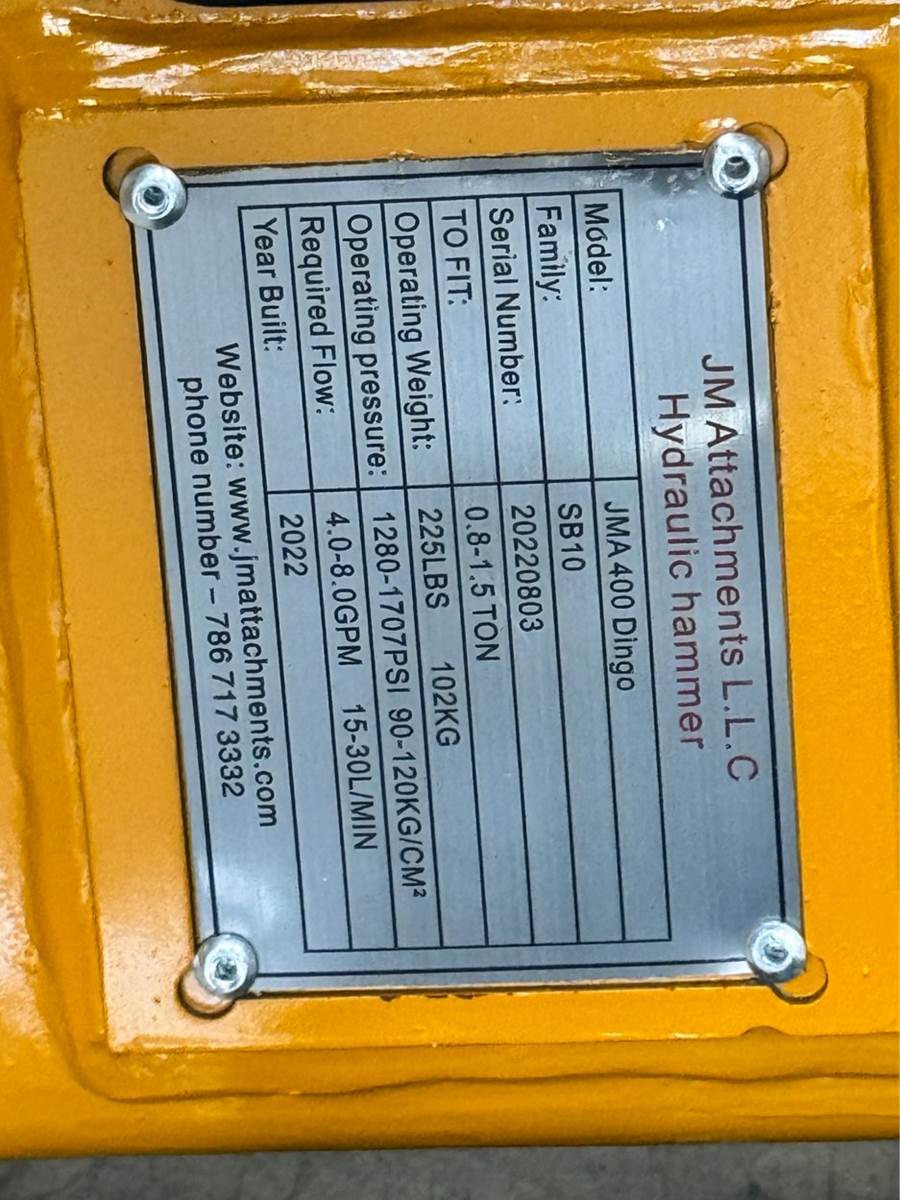 JM Attachments L.L.C
Hydraulic hammer
Model: JMA 400 Dingo
Family: SB10
Serial Number: 20220803
TO FIT: 0.8-1.5 TON
Operating Weight: 225LBS 102KG
Operating pressure: 1280-1707PSI 90-120KG/CM²
Required Flow: 4.0-8.0GPM 15-30L/MIN
Year Built: 2022
Website: www.jmattachments.com
phone number – 786 717 3332